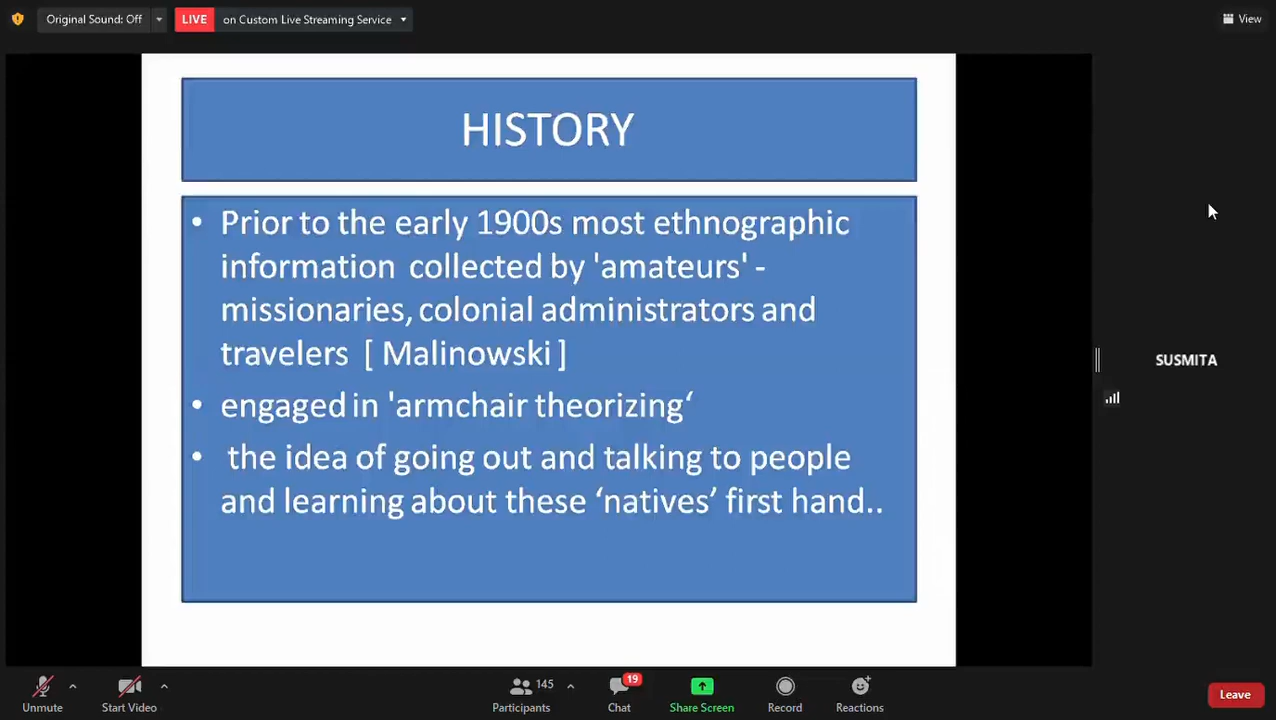 Original Sound: Off
LIVE on Custom Live Streaming Service
View
HISTORY
• Prior to the early 1900s most ethnographic
information collected by 'amateurs' -
missionaries, colonial administrators and
travelers [ Malinowski ]
• engaged in 'armchair theorizing‘
• the idea of going out and talking to people
and learning about these ‘natives’ first hand..
SUSMITA
Unmute
Start Video
145
Participants
19
Chat
Share Screen
Record
Reactions
Leave